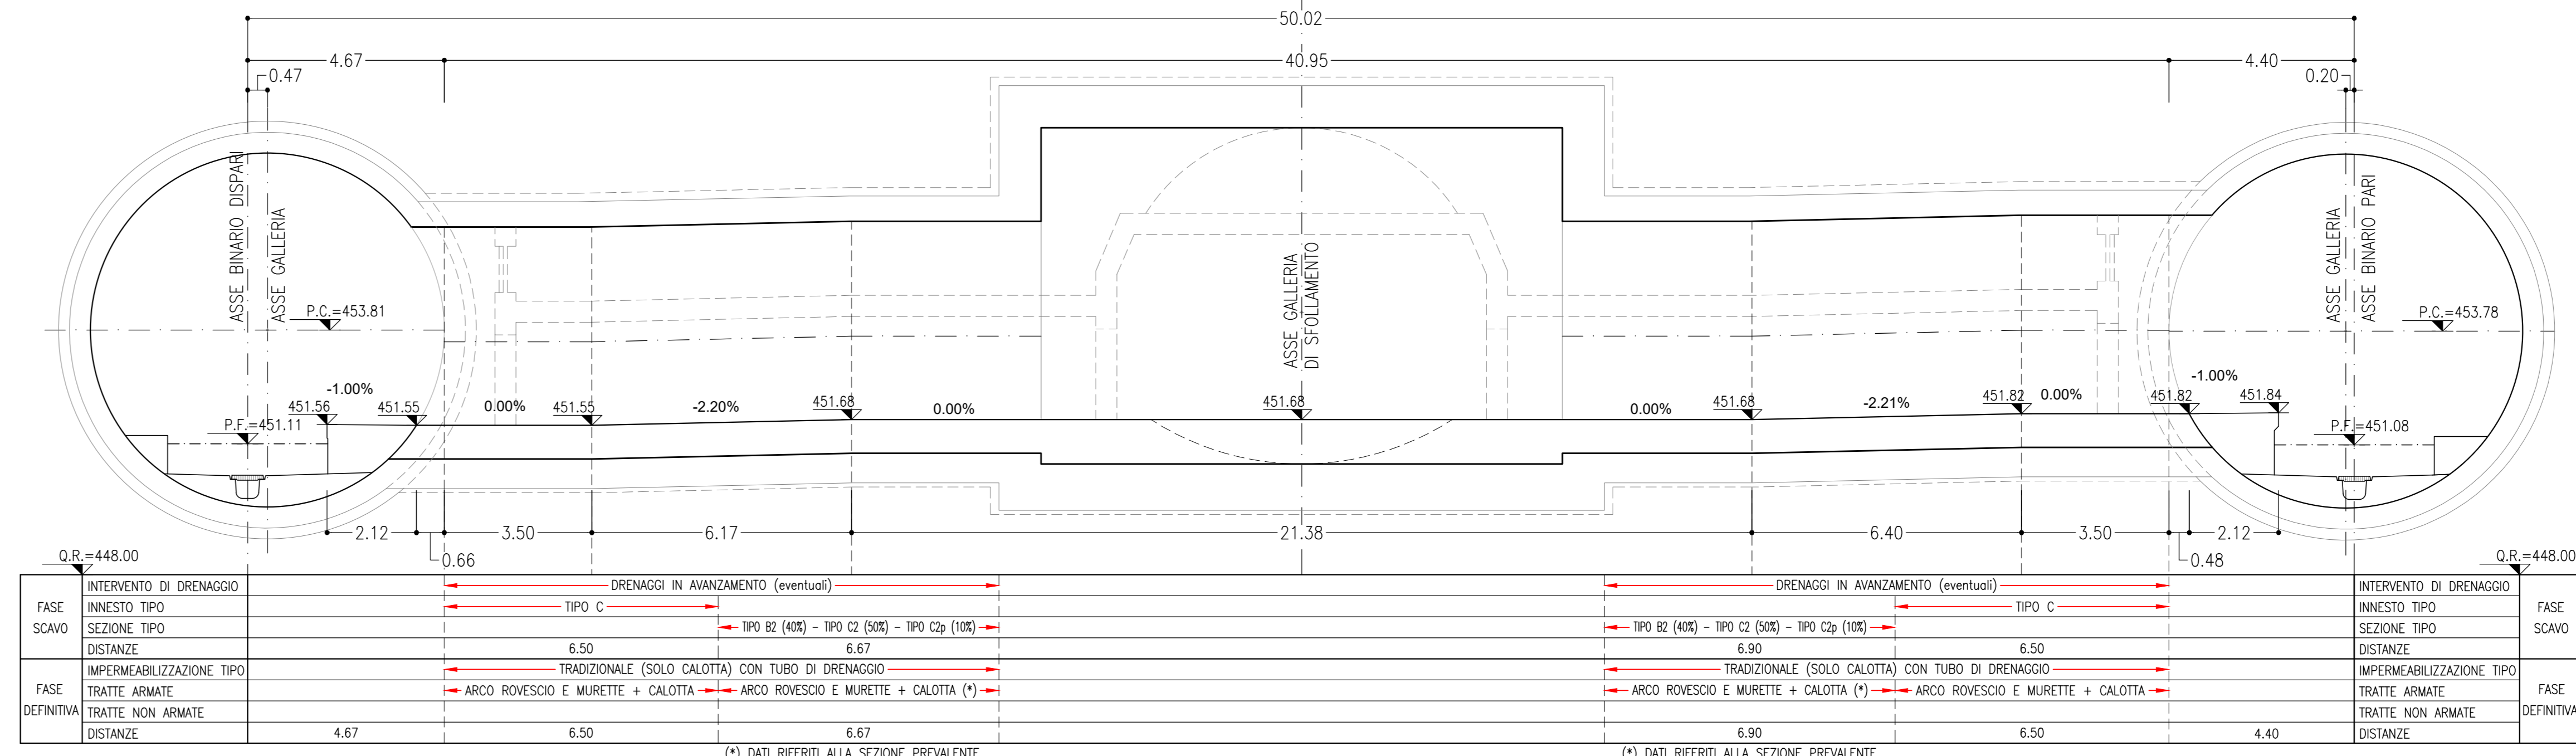 50.02
4.67 40.95 4.40
0.47 0.20
ASSE BINARIO DISPARI
ASSE GALLERIA
ASSE GALLERIA
DI SFOLLAMENTO
ASSE GALLERIA
ASSE BINARIO PARI
P.C.=453.81 P.C.=453.78
-1.00% 0.00% -2.20% 0.00% 0.00% -2.21% 0.00% -1.00%
451.56 451.55 451.55 451.68 451.68 451.68 451.82 451.82 451.84
P.F.=451.11 P.F.=451.08
2.12 0.66 3.50 6.17 21.38 6.40 3.50 0.48 2.12
Q.R.=448.00 Q.R.=448.00
FASE SCAVO
INTERVENTO DI DRENAGGIO DRENAGGI IN AVANZAMENTO (eventuali) DRENAGGI IN AVANZAMENTO (eventuali) INTERVENTO DI DRENAGGIO
INNESTO TIPO TIPO C TIPO C INNESTO TIPO
SEZIONE TIPO TIPO B2 (40%) – TIPO C2 (50%) – TIPO C2p (10%) TIPO B2 (40%) – TIPO C2 (50%) – TIPO C2p (10%) SEZIONE TIPO
DISTANZE 6.50 6.67 6.90 6.50 DISTANZE
FASE SCAVO
FASE DEFINITIVA
IMPERMEABILIZZAZIONE TIPO TRADIZIONALE (SOLO CALOTTA) CON TUBO DI DRENAGGIO TRADIZIONALE (SOLO CALOTTA) CON TUBO DI DRENAGGIO IMPERMEABILIZZAZIONE TIPO
TRATTE ARMATE ARCO ROVESCIO E MURETTE + CALOTTA ARCO ROVESCIO E MURETTE + CALOTTA (*) ARCO ROVESCIO E MURETTE + CALOTTA (*) ARCO ROVESCIO E MURETTE + CALOTTA TRATTE ARMATE
TRATTE NON ARMATE TRATTE NON ARMATE
DISTANZE 4.67 6.50 6.67 6.90 6.50 4.40 DISTANZE
FASE DEFINITIVA
(*) DATI RIFERITI ALLA SEZIONE PREVALENTE (*) DATI RIFERITI ALLA SEZIONE PREVALENTE